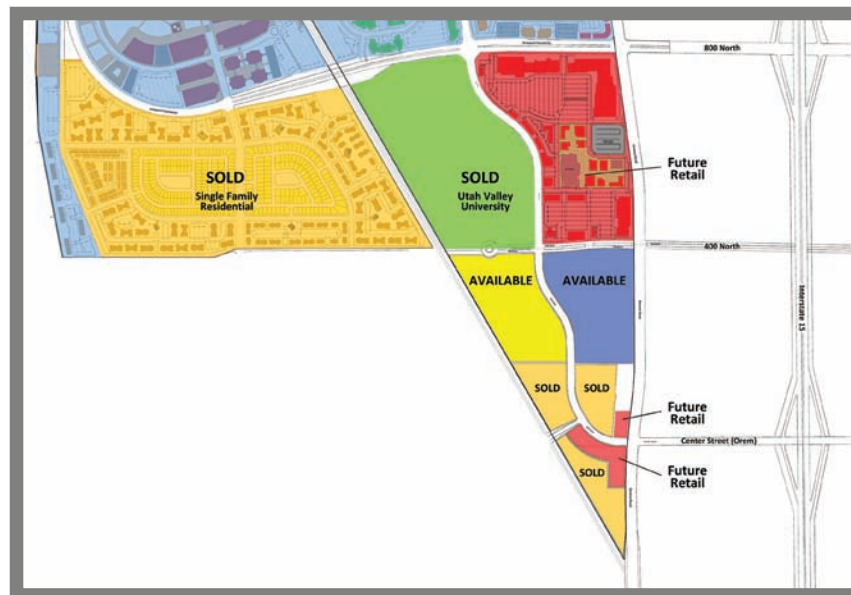 800 North
SOLD
Single Family
Residential
SOLD
Utah Valley
University
Future
Retail
400 North
AVAILABLE
AVAILABLE
Interstate 15
SOLD
SOLD
Future
Retail
Center Street (Orem)
SOLD
Future
Retail